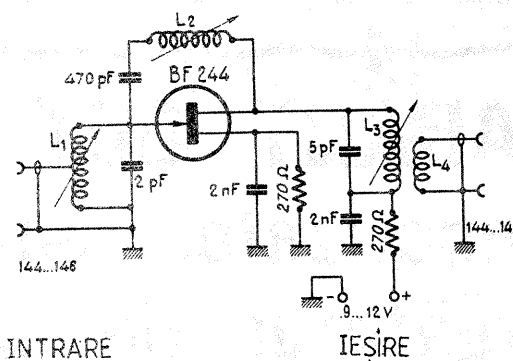 L2
470 pF
BF 244
L1
2 pF
2 nF
270 Ω
5 pF
L3
L4
2 nF
270 Ω
144...146
144...14
- +
9...12 V
INTRARE
IEȘIRE